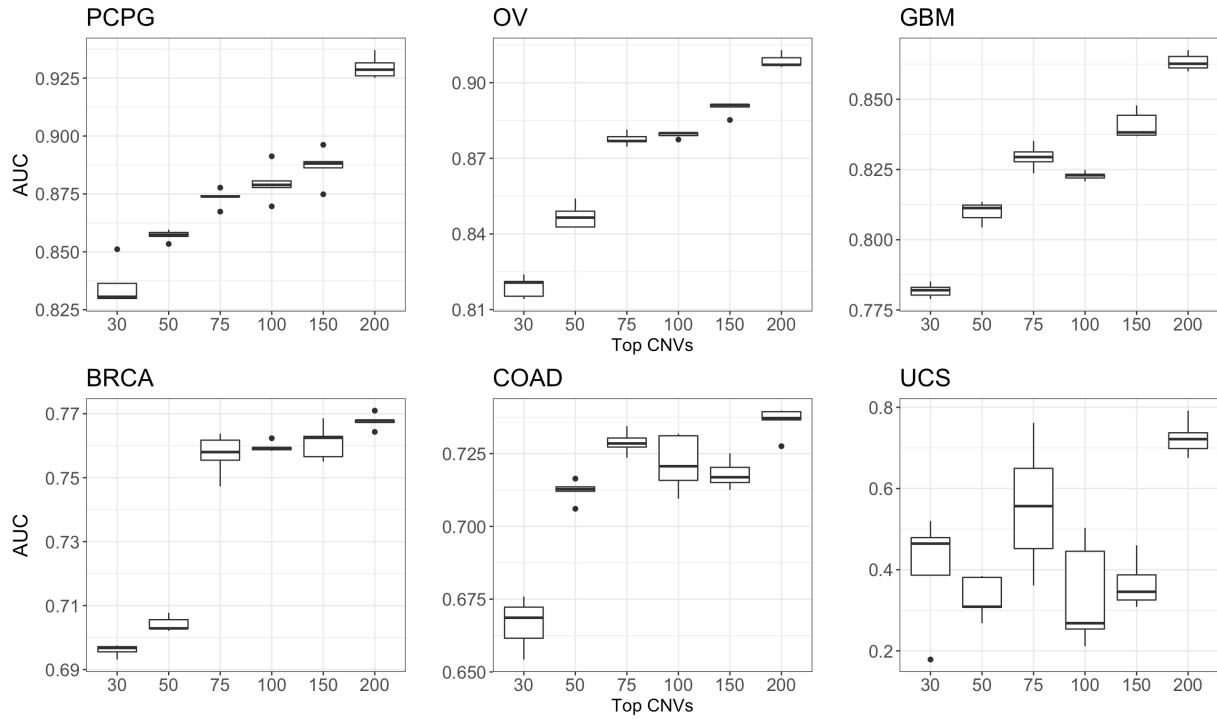 PCPG
OV
GBM
AUC
0.925
0.900
0.875
0.850
0.825
30 50 75 100 150 200
0.90
0.87
0.84
0.81
30 50 75 100 150 200
Top CNVs
0.850
0.825
0.800
0.775
30 50 75 100 150 200
BRCA
COAD
UCS
AUC
0.77
0.75
0.73
0.71
0.69
30 50 75 100 150 200
0.725
0.700
0.675
0.650
30 50 75 100 150 200
Top CNVs
0.8
0.6
0.4
0.2
30 50 75 100 150 200